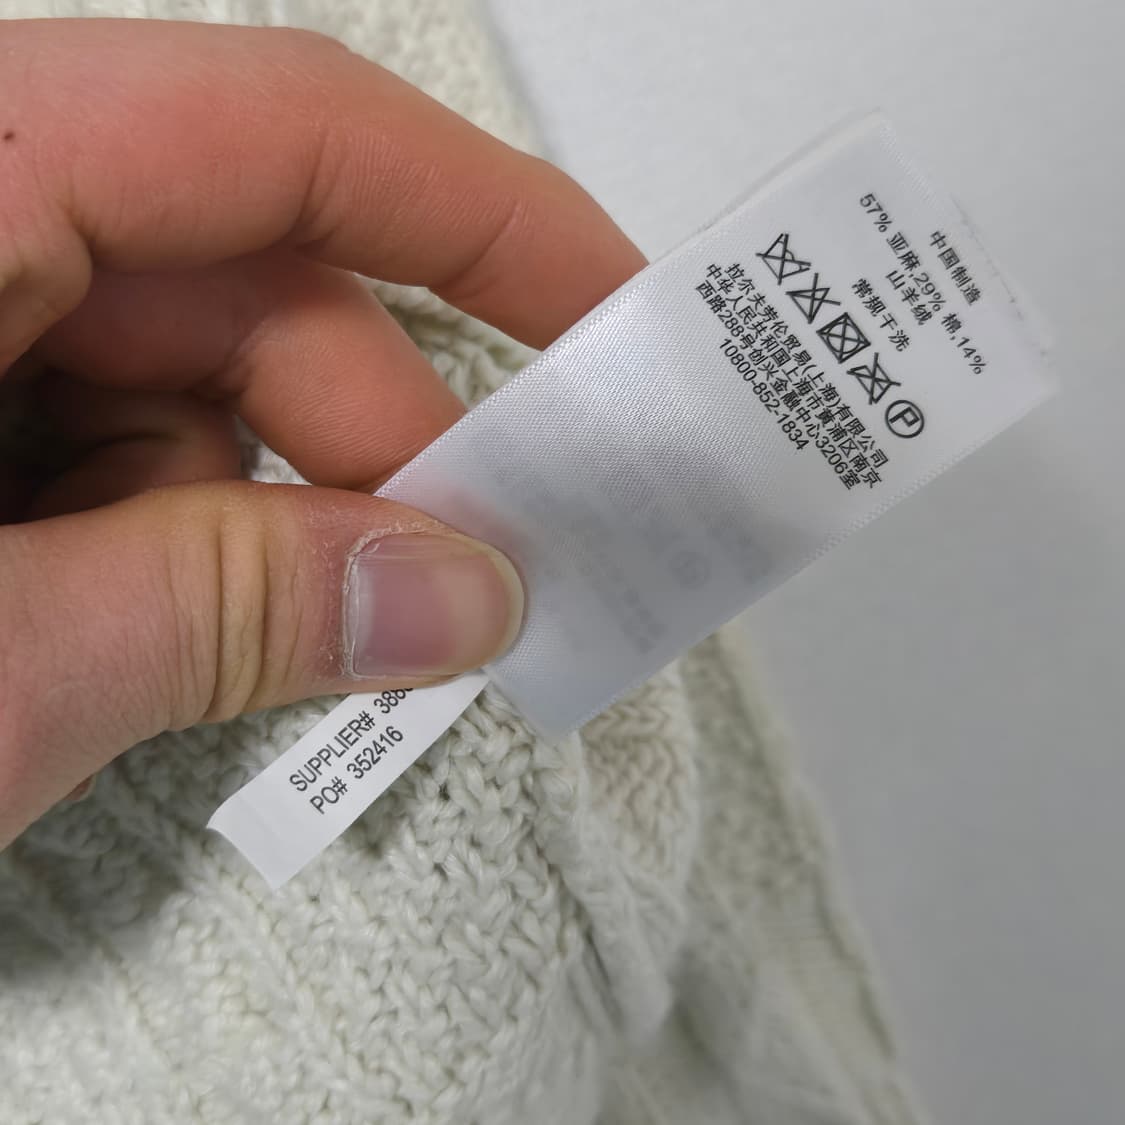 中国制造
57% 亚麻,29% 棉,14%
山羊绒
常规干洗
P
拉尔夫劳伦贸易(上海)有限公司
中华人民共和国上海市黄浦区南京
西路288号创兴金融中心3206室
10800-852-1834
SUPPLIER# 388
PO# 352416